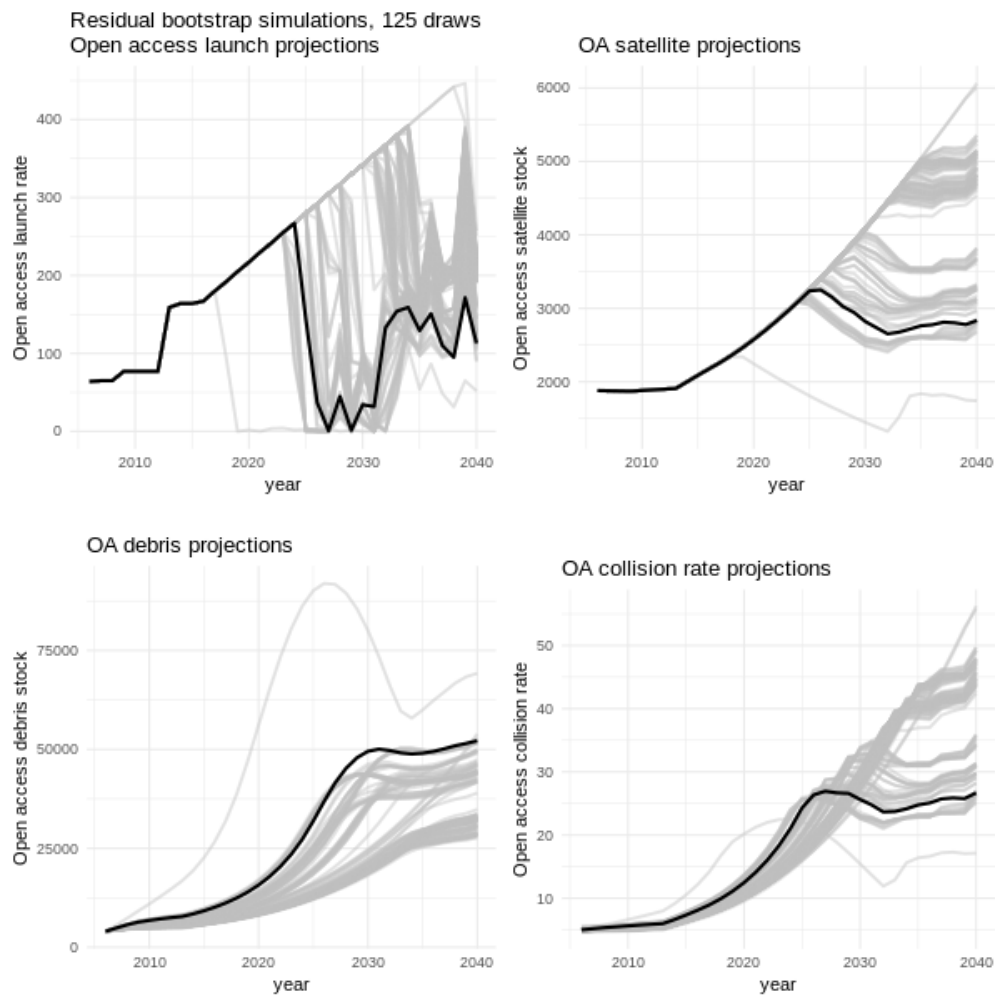 Residual bootstrap simulations, 125 draws
Open access launch projections
Open access launch rate
400
300
200
100
0
2010
2020
2030
2040
year
OA satellite projections
Open access satellite stock
6000
5000
4000
3000
2000
2010
2020
2030
2040
year
OA debris projections
Open access debris stock
75000
50000
25000
0
2010
2020
2030
2040
year
OA collision rate projections
Open access collision rate
50
40
30
20
10
2010
2020
2030
2040
year